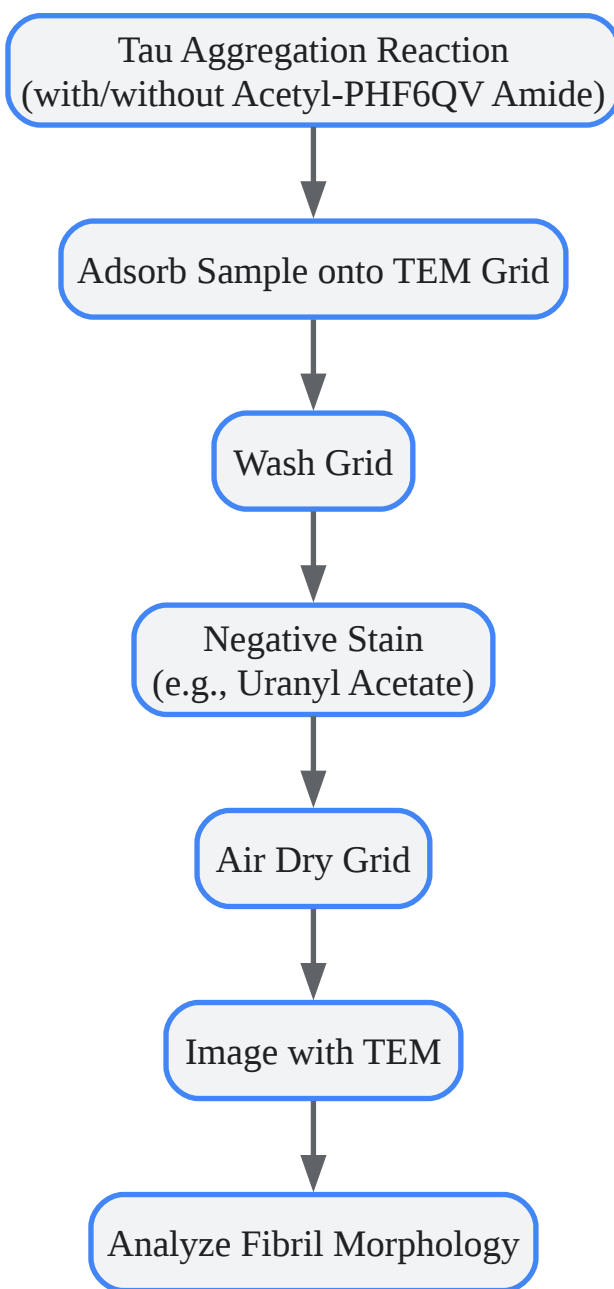 Tau Aggregation Reaction
(with/without Acetyl-PHF6QV Amide)
Adsorb Sample onto TEM Grid
Wash Grid
Negative Stain
(e.g., Uranyl Acetate)
Air Dry Grid
Image with TEM
Analyze Fibril Morphology